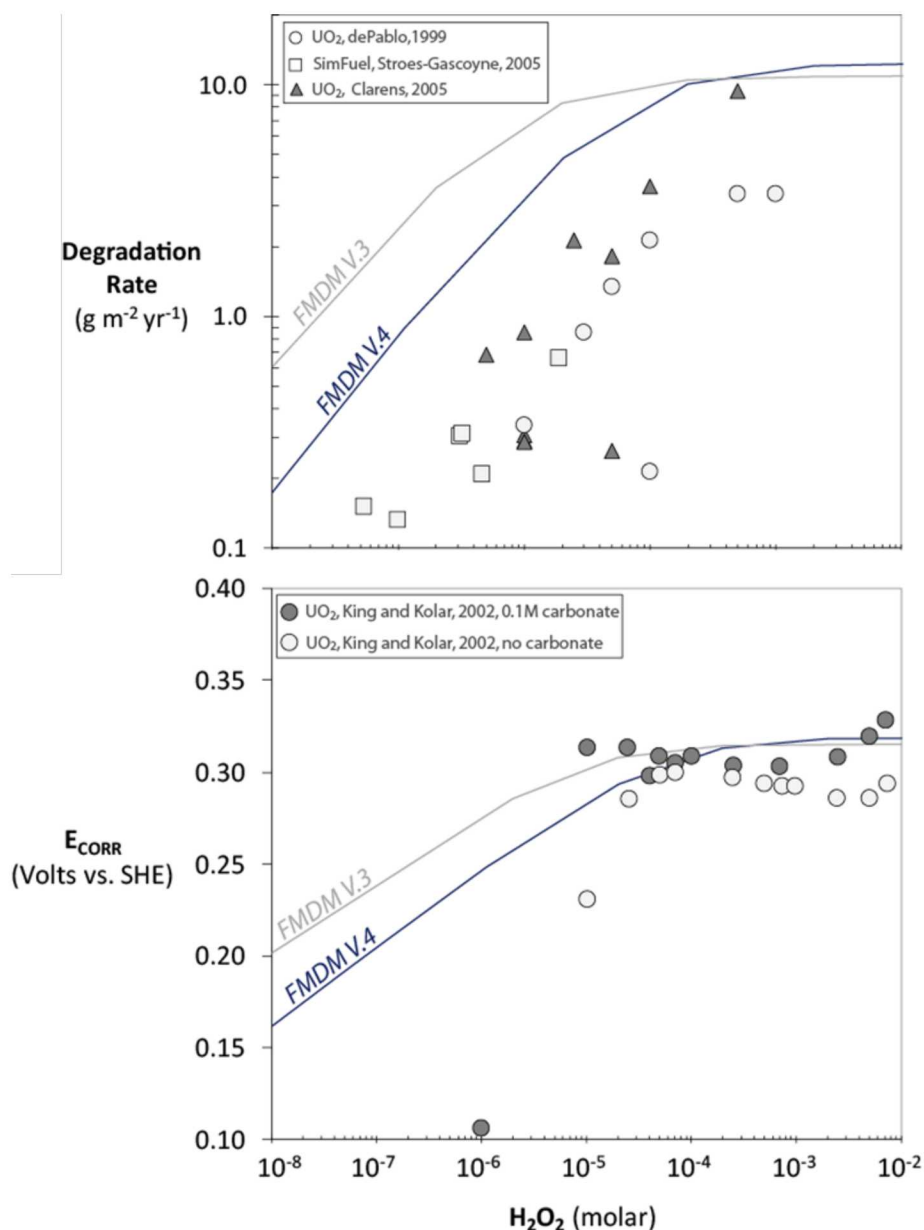 UO₂, dePablo, 1999
SimFuel, Stroes-Gascoyne, 2005
UO₂, Clarens, 2005
10.0
1.0
0.1
Degradation
Rate
(g m⁻² yr⁻¹)
FMDM V.3
FMDM V.4
UO₂, King and Kolar, 2002, 0.1M carbonate
UO₂, King and Kolar, 2002, no carbonate
0.40
0.35
0.30
0.25
0.20
0.15
0.10
E_CORR
(Volts vs. SHE)
FMDM V.3
FMDM V.4
10⁻⁸ 10⁻⁷ 10⁻⁶ 10⁻⁵ 10⁻⁴ 10⁻³ 10⁻²
H₂O₂ (molar)